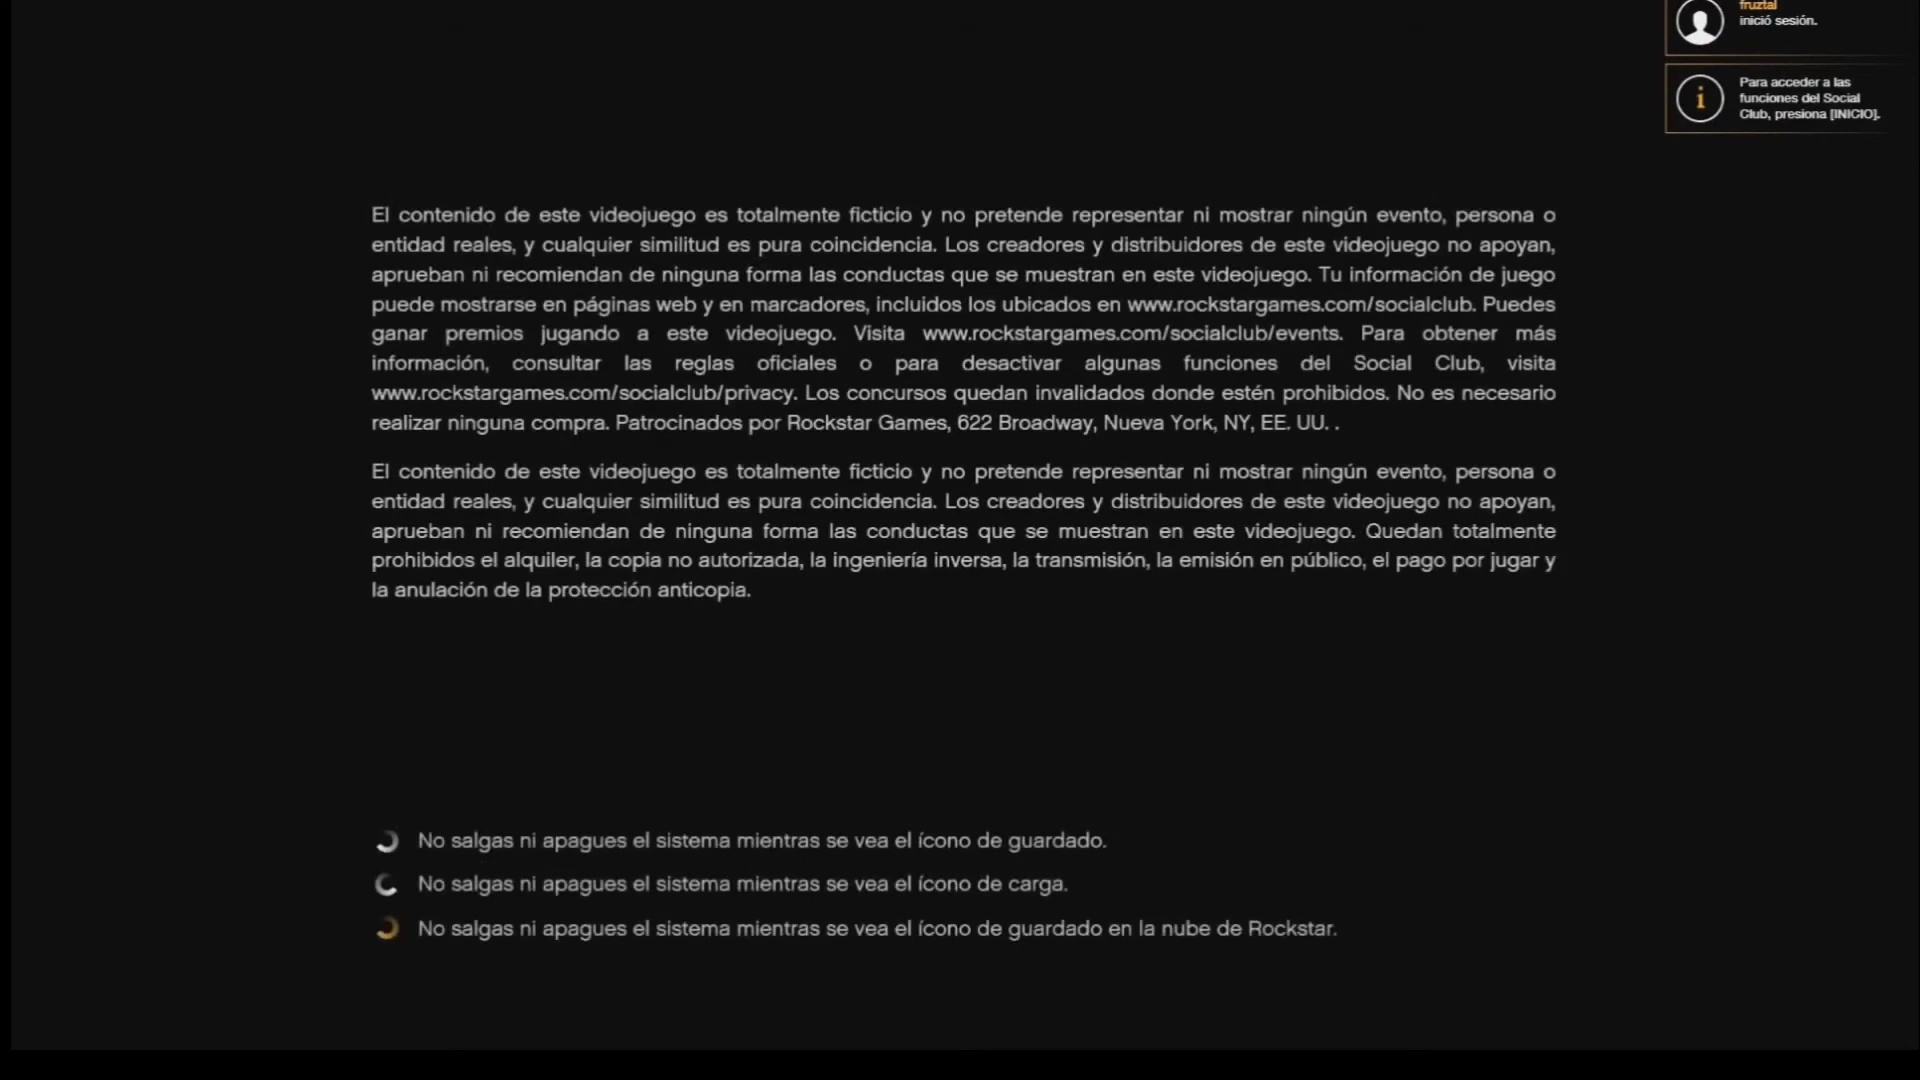 fruztal
inició sesión.
Para acceder a las
funciones del Social
Club, presiona [INICIO].
El contenido de este videojuego es totalmente ficticio y no pretende representar ni mostrar ningún evento, persona o
entidad reales, y cualquier similitud es pura coincidencia. Los creadores y distribuidores de este videojuego no apoyan,
aprueban ni recomiendan de ninguna forma las conductas que se muestran en este videojuego. Tu información de juego
puede mostrarse en páginas web y en marcadores, incluidos los ubicados en www.rockstargames.com/socialclub. Puedes
ganar premios jugando a este videojuego. Visita www.rockstargames.com/socialclub/events. Para obtener más
información, consultar las reglas oficiales o para desactivar algunas funciones del Social Club, visita
www.rockstargames.com/socialclub/privacy. Los concursos quedan invalidados donde estén prohibidos. No es necesario
realizar ninguna compra. Patrocinados por Rockstar Games, 622 Broadway, Nueva York, NY, EE. UU. .
El contenido de este videojuego es totalmente ficticio y no pretende representar ni mostrar ningún evento, persona o
entidad reales, y cualquier similitud es pura coincidencia. Los creadores y distribuidores de este videojuego no apoyan,
aprueban ni recomiendan de ninguna forma las conductas que se muestran en este videojuego. Quedan totalmente
prohibidos el alquiler, la copia no autorizada, la ingeniería inversa, la transmisión, la emisión en público, el pago por jugar y
la anulación de la protección anticopia.
No salgas ni apagues el sistema mientras se vea el ícono de guardado.
No salgas ni apagues el sistema mientras se vea el ícono de carga.
No salgas ni apagues el sistema mientras se vea el ícono de guardado en la nube de Rockstar.